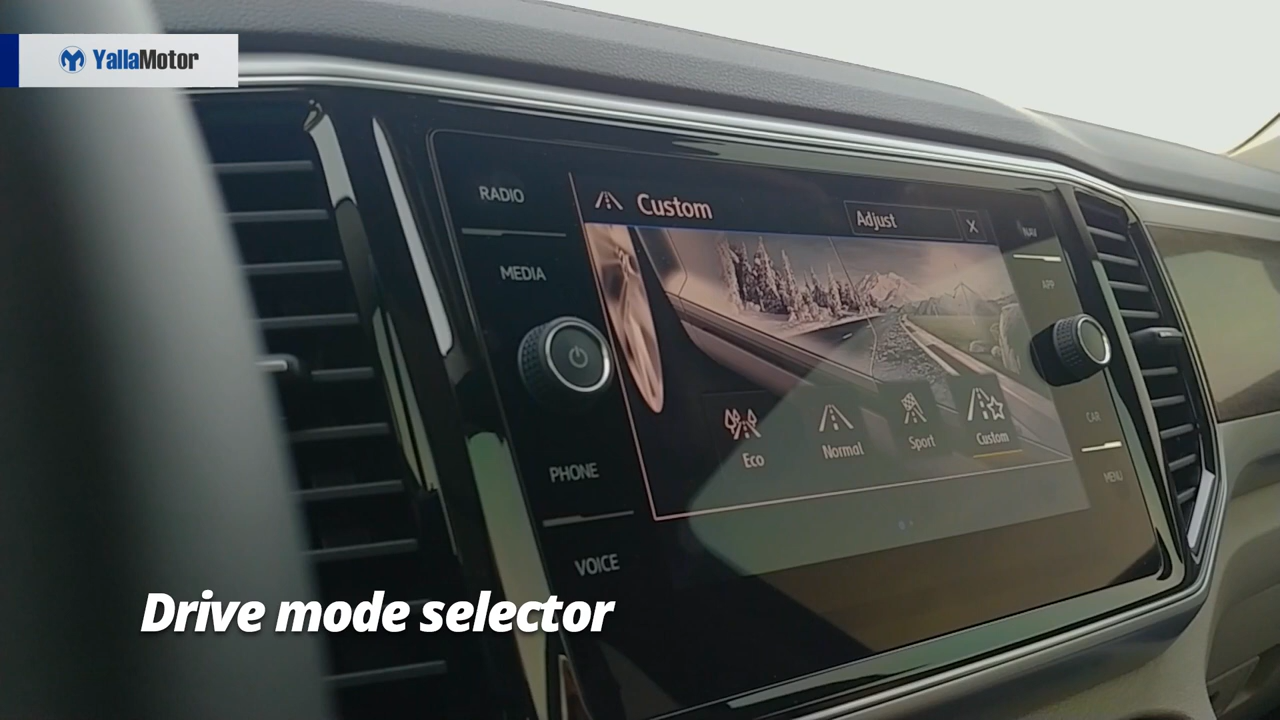 YallaMotor
RADIO
MEDIA
PHONE
VOICE
Custom
Adjust
X
Eco
Normal
Sport
Custom
NAV
APP
CAR
MENU
Drive mode selector